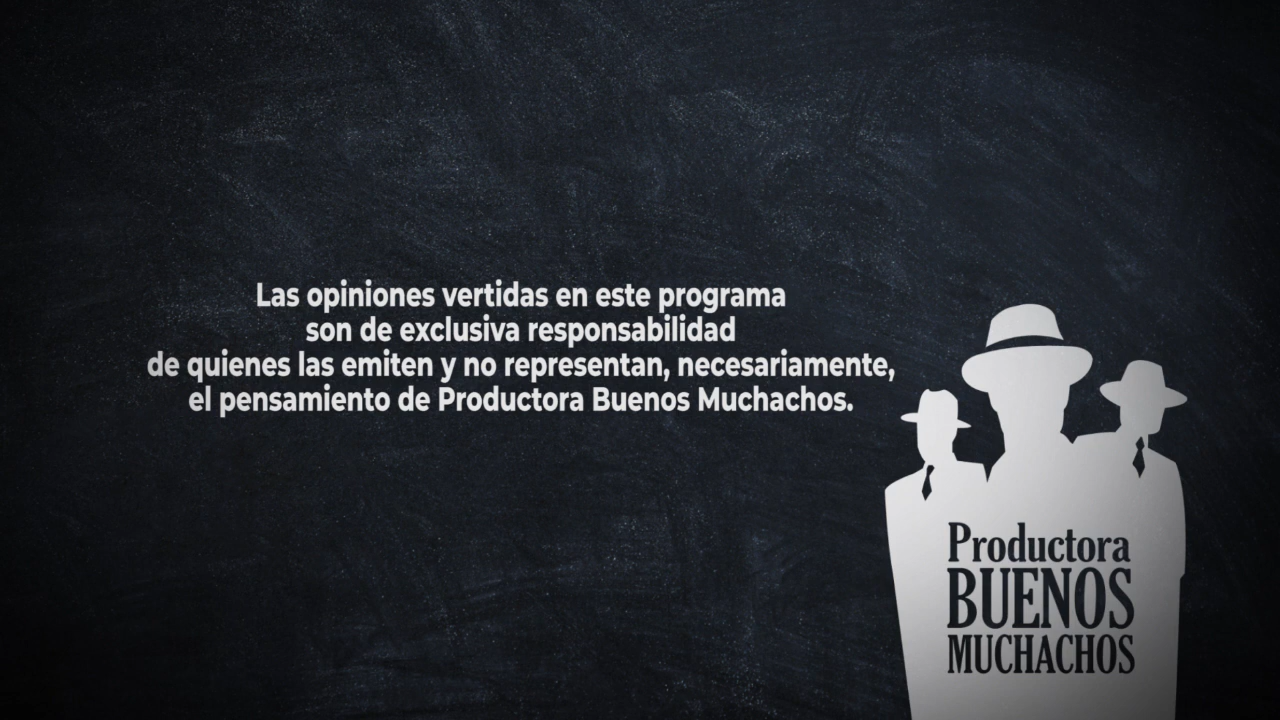 Las opiniones vertidas en este programa
son de exclusiva responsabilidad
de quienes las emiten y no representan, necesariamente,
el pensamiento de Productora Buenos Muchachos.
Productora
BUENOS
MUCHACHOS